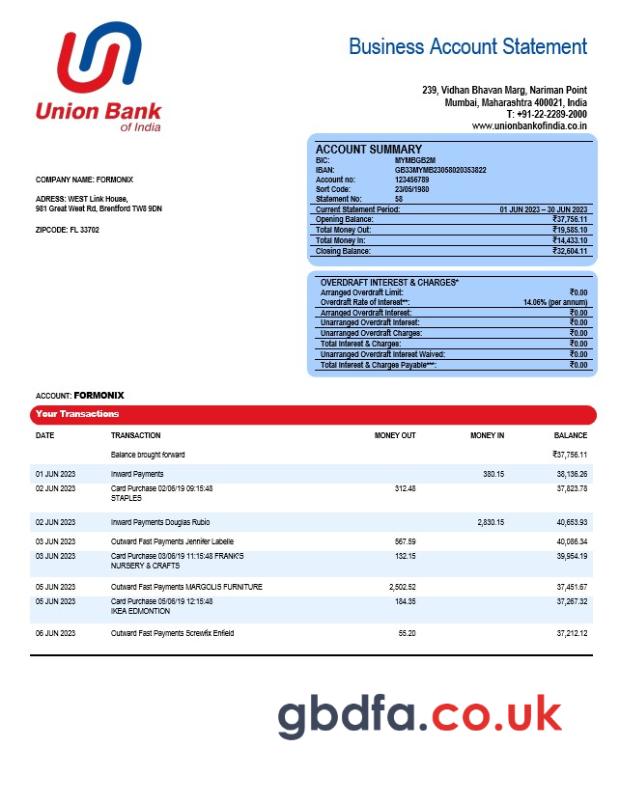 Union Bank
of India
Business Account Statement
239, Vidhan Bhavan Marg, Nariman Point
Mumbai, Maharashtra 400021, India
T: +91-22-2289-2000
www.unionbankofindia.co.in
COMPANY NAME: FORMONIX
ADRESS: WEST Link House,
981 Great West Rd, Brentford TW8 9DN
ZIPCODE: FL 33702
ACCOUNT SUMMARY
BIC: MYMBGB2M
IBAN: GB33MYMB23058020353822
Account no: 123456789
Sort Code: 23/05/1980
Statement No: 58
Current Statement Period: 01 JUN 2023 – 30 JUN 2023
Opening Balance: ₹37,756.11
Total Money Out: ₹19,585.10
Total Money In: ₹14,433.10
Closing Balance: ₹32,604.11
OVERDRAFT INTEREST & CHARGES*
Arranged Overdraft Limit: ₹0.00
Overdraft Rate of Interest**: 14.06% (per annum)
Arranged Overdraft Interest: ₹0.00
Unarranged Overdraft Interest: ₹0.00
Unarranged Overdraft Charges: ₹0.00
Total Interest & Charges: ₹0.00
Unarranged Overdraft Interest Waived: ₹0.00
Total Interest & Charges Payable***: ₹0.00
ACCOUNT: FORMONIX
Your Transactions
DATE TRANSACTION MONEY OUT MONEY IN BALANCE
Balance brought forward ₹37,756.11
01 JUN 2023 Inward Payments 380.15 38,136.26
02 JUN 2023 Card Purchase 02/06/19 09:15:48 312.48 37,823.78
STAPLES
02 JUN 2023 Inward Payments Douglas Rubio 2,830.15 40,653.93
03 JUN 2023 Outward Fast Payments Jennifer Labelle 567.59 40,086.34
03 JUN 2023 Card Purchase 03/06/19 11:15:48 FRANK'S 132.15 39,954.19
NURSERY & CRAFTS
05 JUN 2023 Outward Fast Payments MARGOLIS FURNITURE 2,502.52 37,451.67
05 JUN 2023 Card Purchase 05/06/19 12:15:48 184.35 37,267.32
IKEA EDMONTION
06 JUN 2023 Outward Fast Payments Screwfix Enfield 55.20 37,212.12
gbdfa.co.uk